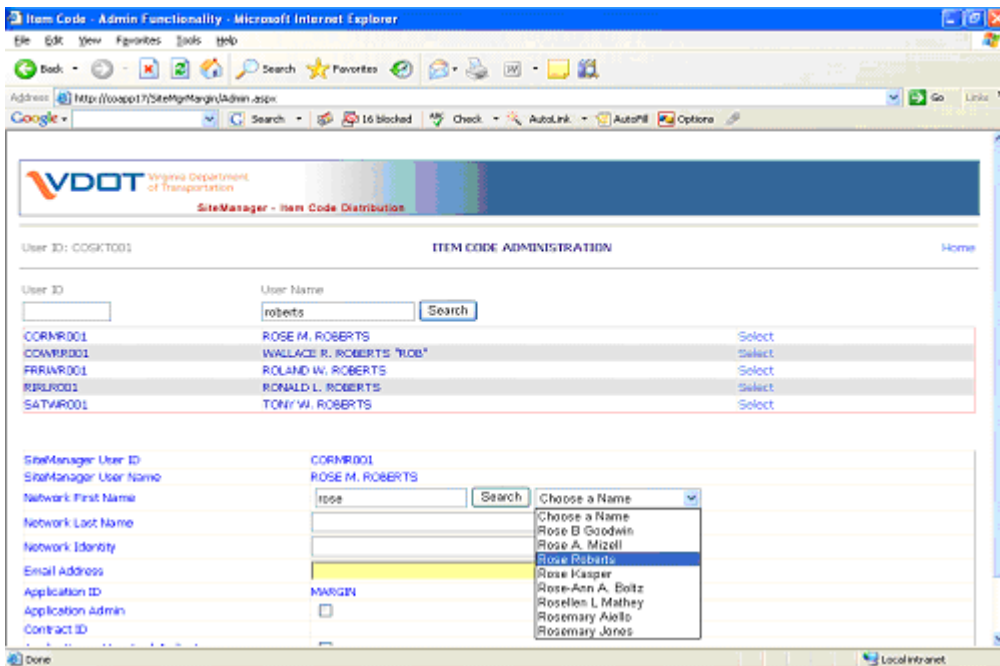 Item Code - Admin Functionality - Microsoft Internet Explorer
File Edit View Favorites Tools Help
Back Search Favorites
Address http://coapp17/SiteMgrMargin/Admin.aspx Go Links
Google Search 16 blocked Check AutoLink AutoFill Options
VDOT Virginia Department
of Transportation
SiteManager - Item Code Distribution
User ID: COSKT001 ITEM CODE ADMINISTRATION Home
User ID User Name
roberts Search
CORMR001 ROSE M. ROBERTS Select
COWRR001 WALLACE R. ROBERTS "ROB" Select
FRRWR001 ROLAND W. ROBERTS Select
RIRLR001 RONALD L. ROBERTS Select
SATWR001 TONY W. ROBERTS Select
SiteManager User ID CORMR001
SiteManager User Name ROSE M. ROBERTS
Network First Name rose Search Choose a Name
Choose a Name
Network Last Name
Rose B Goodwin
Rose A. Mizell
Network Identity
Rose Roberts
Email Address
Rose Kasper
Rose-Ann A. Boltz
Application ID MARGIN
Rosellen L Mathey
Application Admin
Rosemary Aiello
Contract ID
Rosemary Jones
Done Local intranet